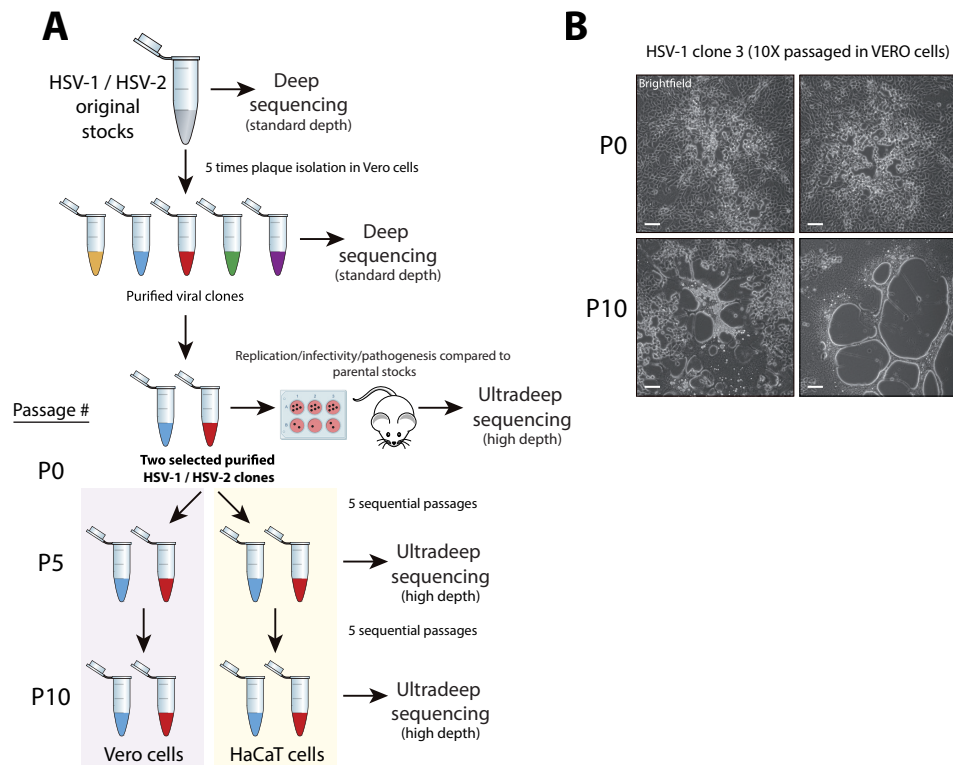 A
HSV-1 / HSV-2
original
stocks
Deep
sequencing
(standard depth)
5 times plaque isolation in Vero cells
Deep
sequencing
(standard depth)
Purified viral clones
Replication/infectivity/pathogenesis compared to
parental stocks
Ultradeep
sequencing
(high depth)
Passage #
Two selected purified
HSV-1 / HSV-2 clones
P0
5 sequential passages
P5
Ultradeep
sequencing
(high depth)
5 sequential passages
P10
Ultradeep
sequencing
(high depth)
Vero cells
HaCaT cells
B
HSV-1 clone 3 (10X passaged in VERO cells)
Brightfield
P0
P10